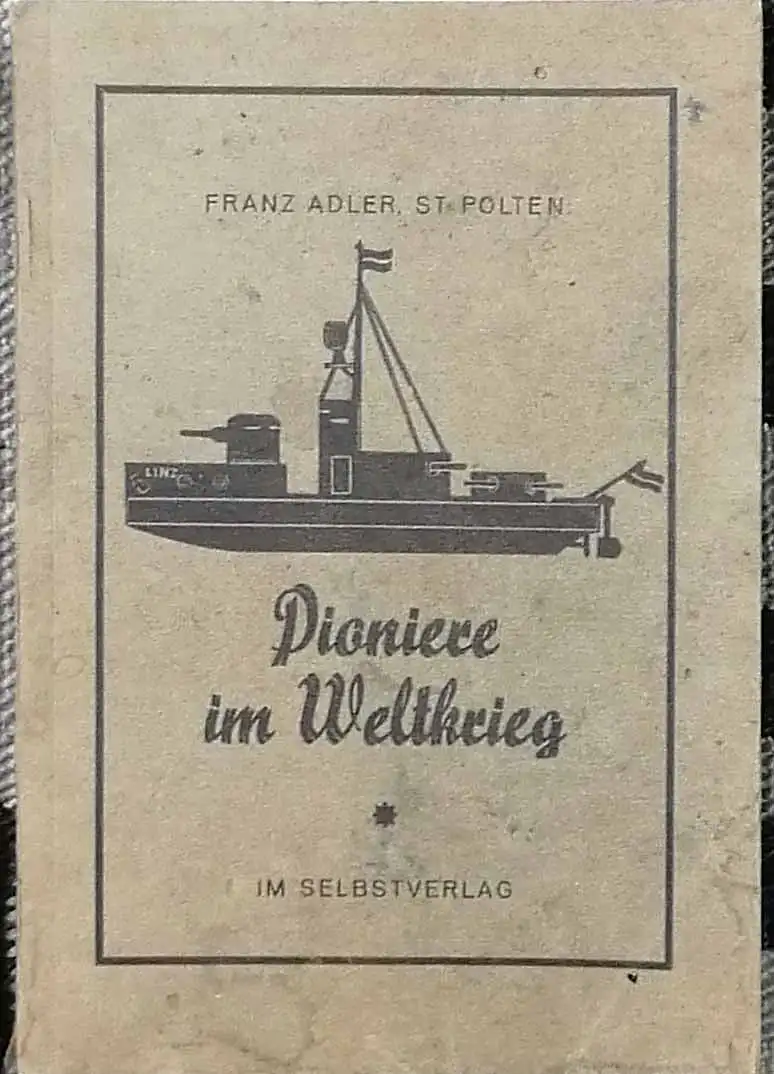 FRANZ ADLER, ST. PÖLTEN
LINZ
Pioniere
im Weltkrieg
IM SELBSTVERLAG